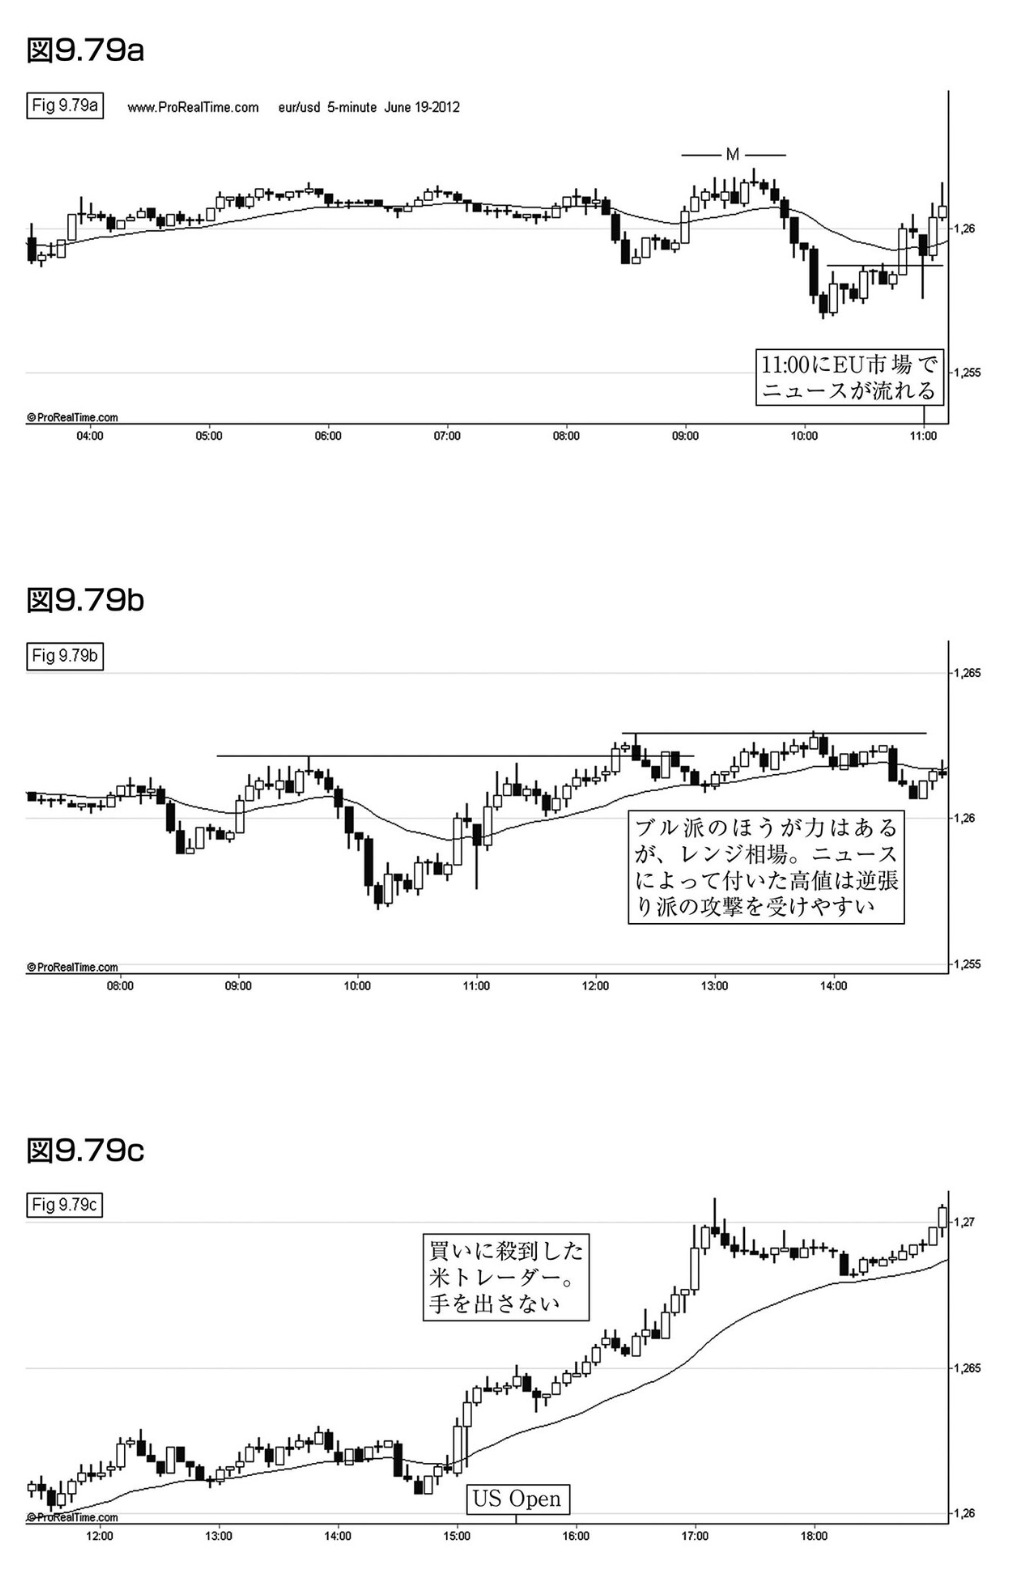 図9.79a
Fig 9.79a www.ProRealTime.com eur/usd 5-minute June 19-2012
M
1,26
11:00にEU市場で
ニュースが流れる
1,255
©ProRealTime.com
04:00 05:00 06:00 07:00 08:00 09:00 10:00 11:00
図9.79b
Fig 9.79b
1,265
1,26
ブル派のほうが力はある
が、レンジ相場。ニュース
によって付いた高値は逆張
り派の攻撃を受けやすい
1,255
©ProRealTime.com
08:00 09:00 10:00 11:00 12:00 13:00 14:00
図9.79c
Fig 9.79c
1,27
買いに殺到した
米トレーダー。
手を出さない
1,265
US Open
1,26
©ProRealTime.com
12:00 13:00 14:00 15:00 16:00 17:00 18:00